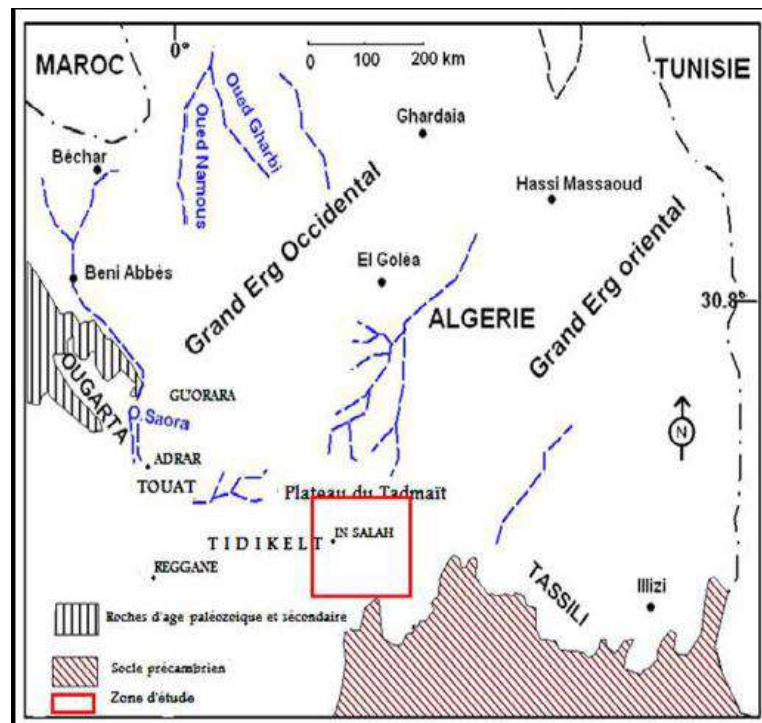 0°
0 100 200 km
MAROC
TUNISIE
Oued Namous
Oued Gharbi
Ghardaia
Béchar
Hassi Massaoud
Grand Erg Occidental
Grand Erg oriental
El Goléa
Beni Abbés
30.8°
ALGERIE
OUGARTA
GUORARA
O.Saora
N
ADRAR
TOUAT
Plateau du Tadmaït
TIDIKELT
IN SALAH
REGGANE
TASSILI
Illizi
Roches d'age paléozoique et sécondaire
Socle précambrien
Zone d'étude